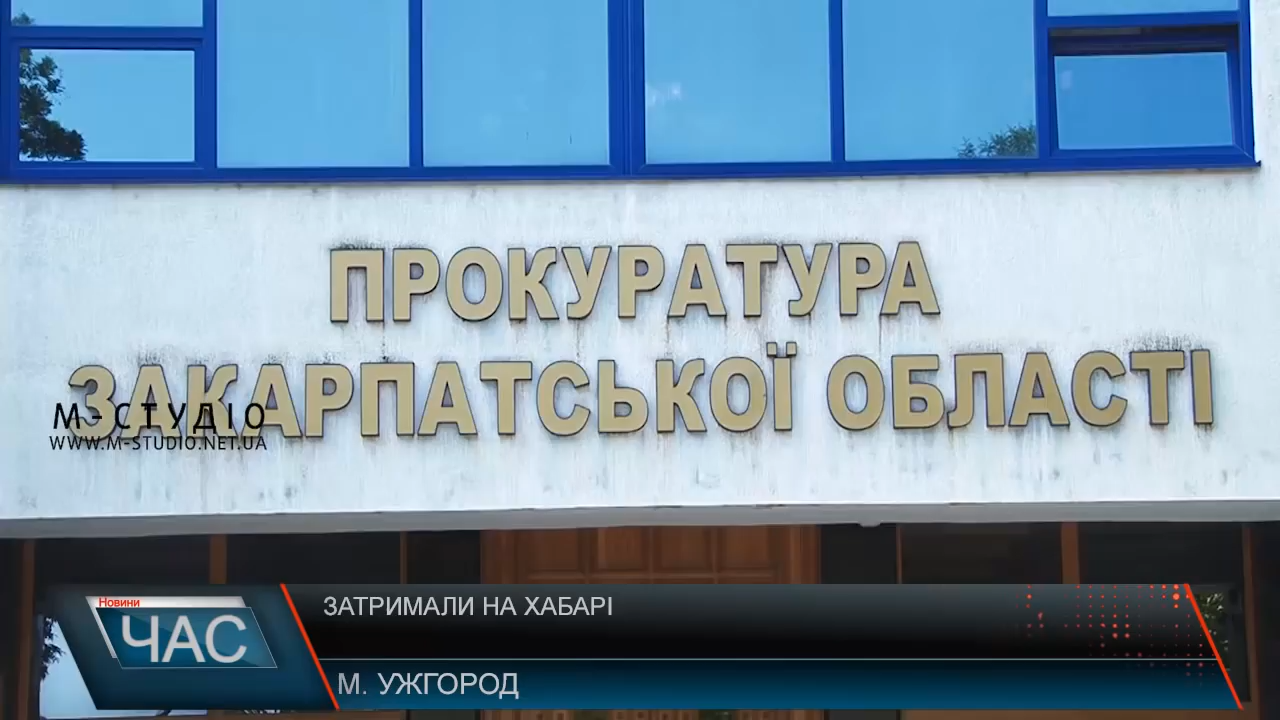 ПРОКУРАТУРА
ЗАКАРПАТСЬКОЇ ОБЛАСТІ
М-СТУДІО
WWW.M-STUDIO.NET.UA
Новини
ЧАС
ЗАТРИМАЛИ НА ХАБАРІ
М. УЖГОРОД